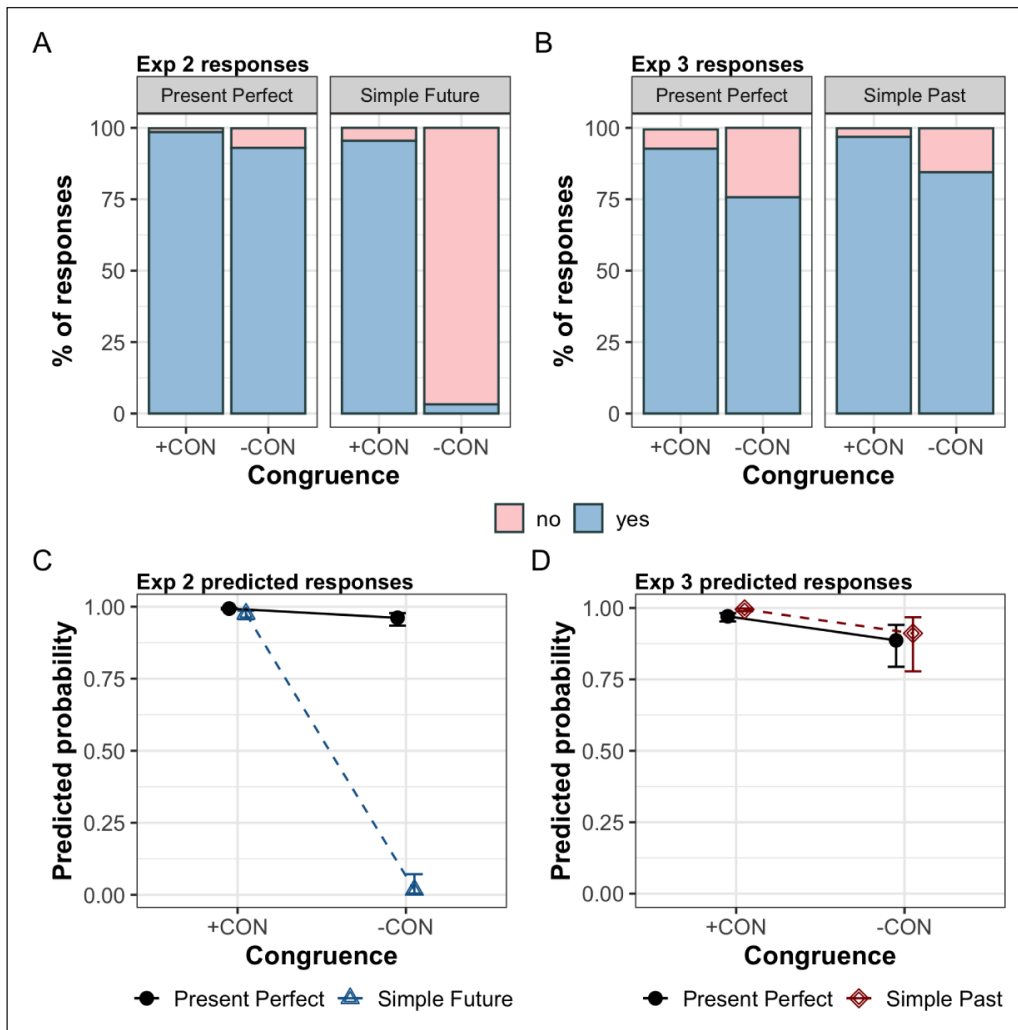 A
Exp 2 responses
Present Perfect
Simple Future
100
75
50
25
0
% of responses
+CON
-CON
+CON
-CON
Congruence
B
Exp 3 responses
Present Perfect
Simple Past
100
75
50
25
0
% of responses
+CON
-CON
+CON
-CON
Congruence
no
yes
C
Exp 2 predicted responses
1.00
0.75
0.50
0.25
0.00
Predicted probability
+CON
-CON
Congruence
Present Perfect
Simple Future
D
Exp 3 predicted responses
1.00
0.75
0.50
0.25
0.00
Predicted probability
+CON
-CON
Congruence
Present Perfect
Simple Past